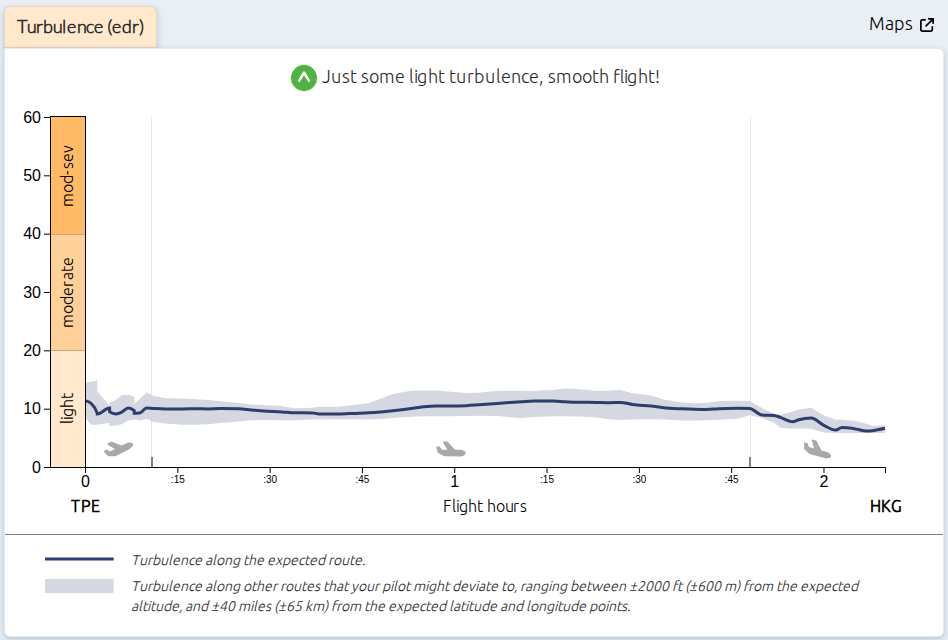 Turbulence (edr)
Maps
Just some light turbulence, smooth flight!
60
50
40
30
20
10
0
mod-sev
moderate
light
0 :15 :30 :45 1 :15 :30 :45 2
TPE Flight hours HKG
Turbulence along the expected route.
Turbulence along other routes that your pilot might deviate to, ranging between ±2000 ft (±600 m) from the expected
altitude, and ±40 miles (±65 km) from the expected latitude and longitude points.